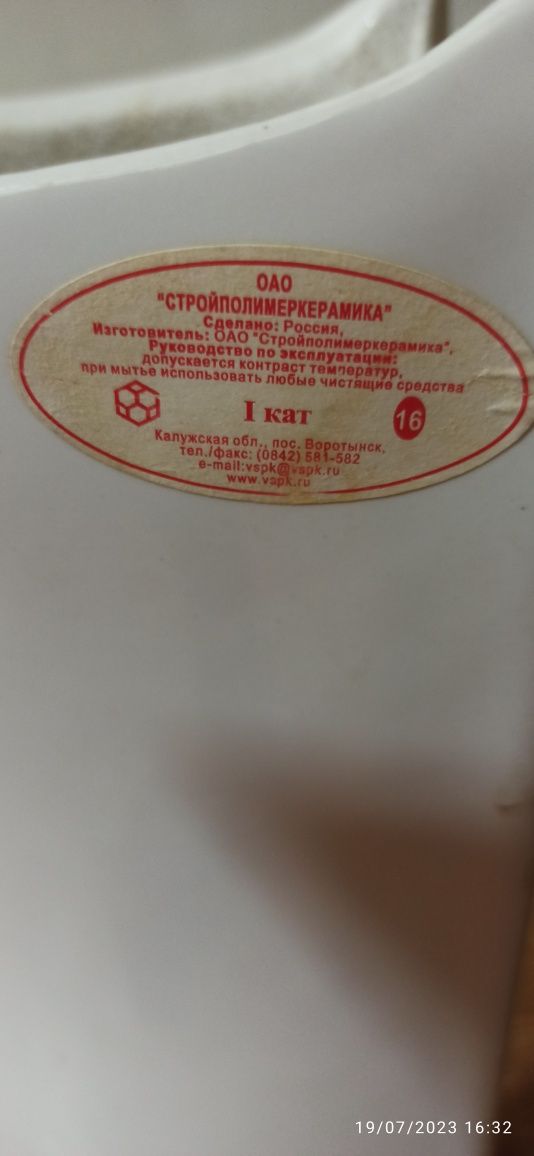 ОАО
"СТРОЙПОЛИМЕРКЕРАМИКА"
Сделано: Россия,
Изготовитель: ОАО "Стройполимеркерамика",
Руководство по эксплуатации:
допускается контраст температур,
при мытье использовать любые чистящие средства
I кат
16
Калужская обл., пос. Воротынск,
тел./факс: (0842) 581-582
e-mail:vspk@vspk.ru
www.vspk.ru
19/07/2023 16:32